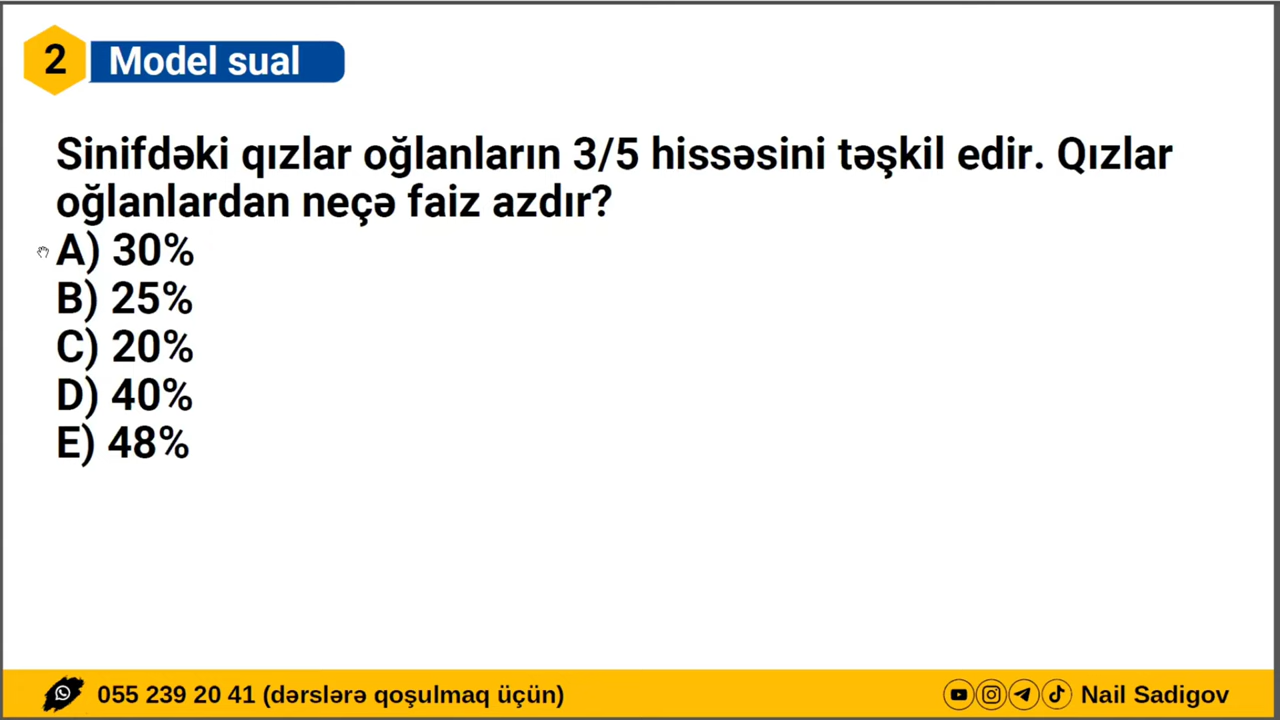 2
Model sual
Sinifdəki qızlar oğlanların 3/5 hissəsini təşkil edir. Qızlar
oğlanlardan neçə faiz azdır?
A) 30%
B) 25%
C) 20%
D) 40%
E) 48%
055 239 20 41 (dərslərə qoşulmaq üçün)
Nail Sadigov